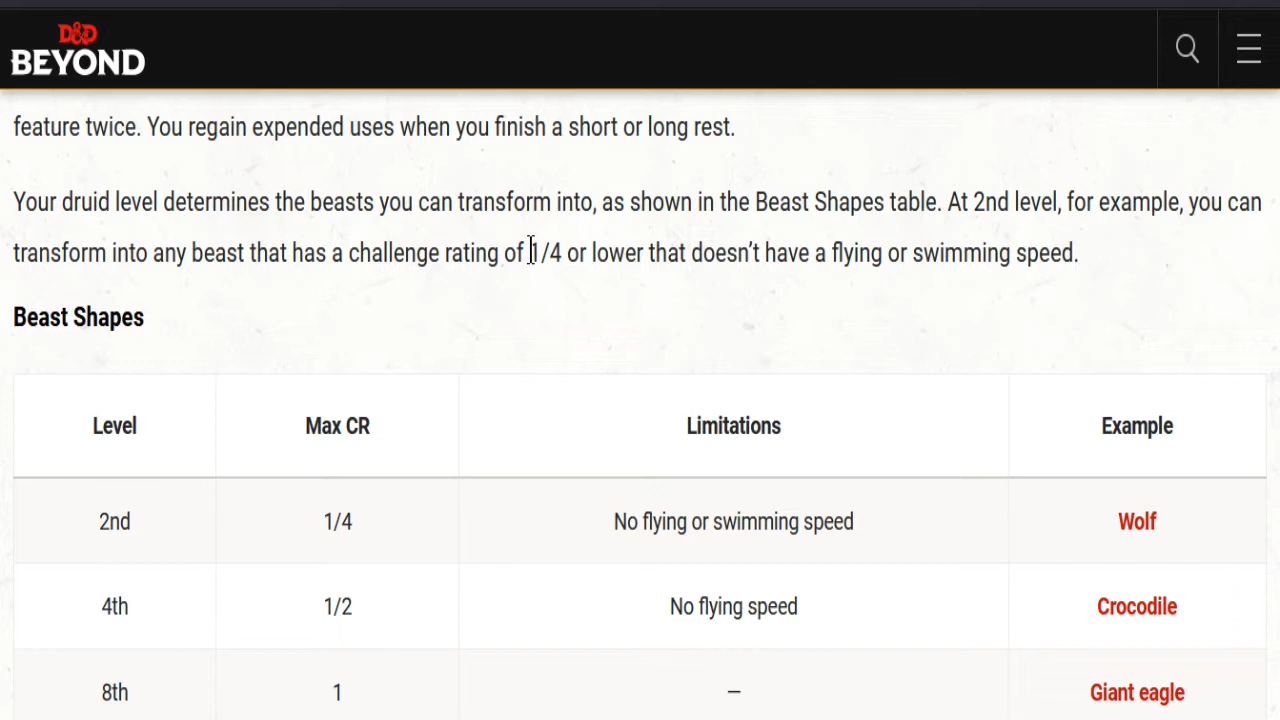 D&D
BEYOND
feature twice. You regain expended uses when you finish a short or long rest.
Your druid level determines the beasts you can transform into, as shown in the Beast Shapes table. At 2nd level, for example, you can
transform into any beast that has a challenge rating of 1/4 or lower that doesn’t have a flying or swimming speed.
Beast Shapes
Level Max CR Limitations Example
2nd 1/4 No flying or swimming speed Wolf
4th 1/2 No flying speed Crocodile
8th 1 — Giant eagle